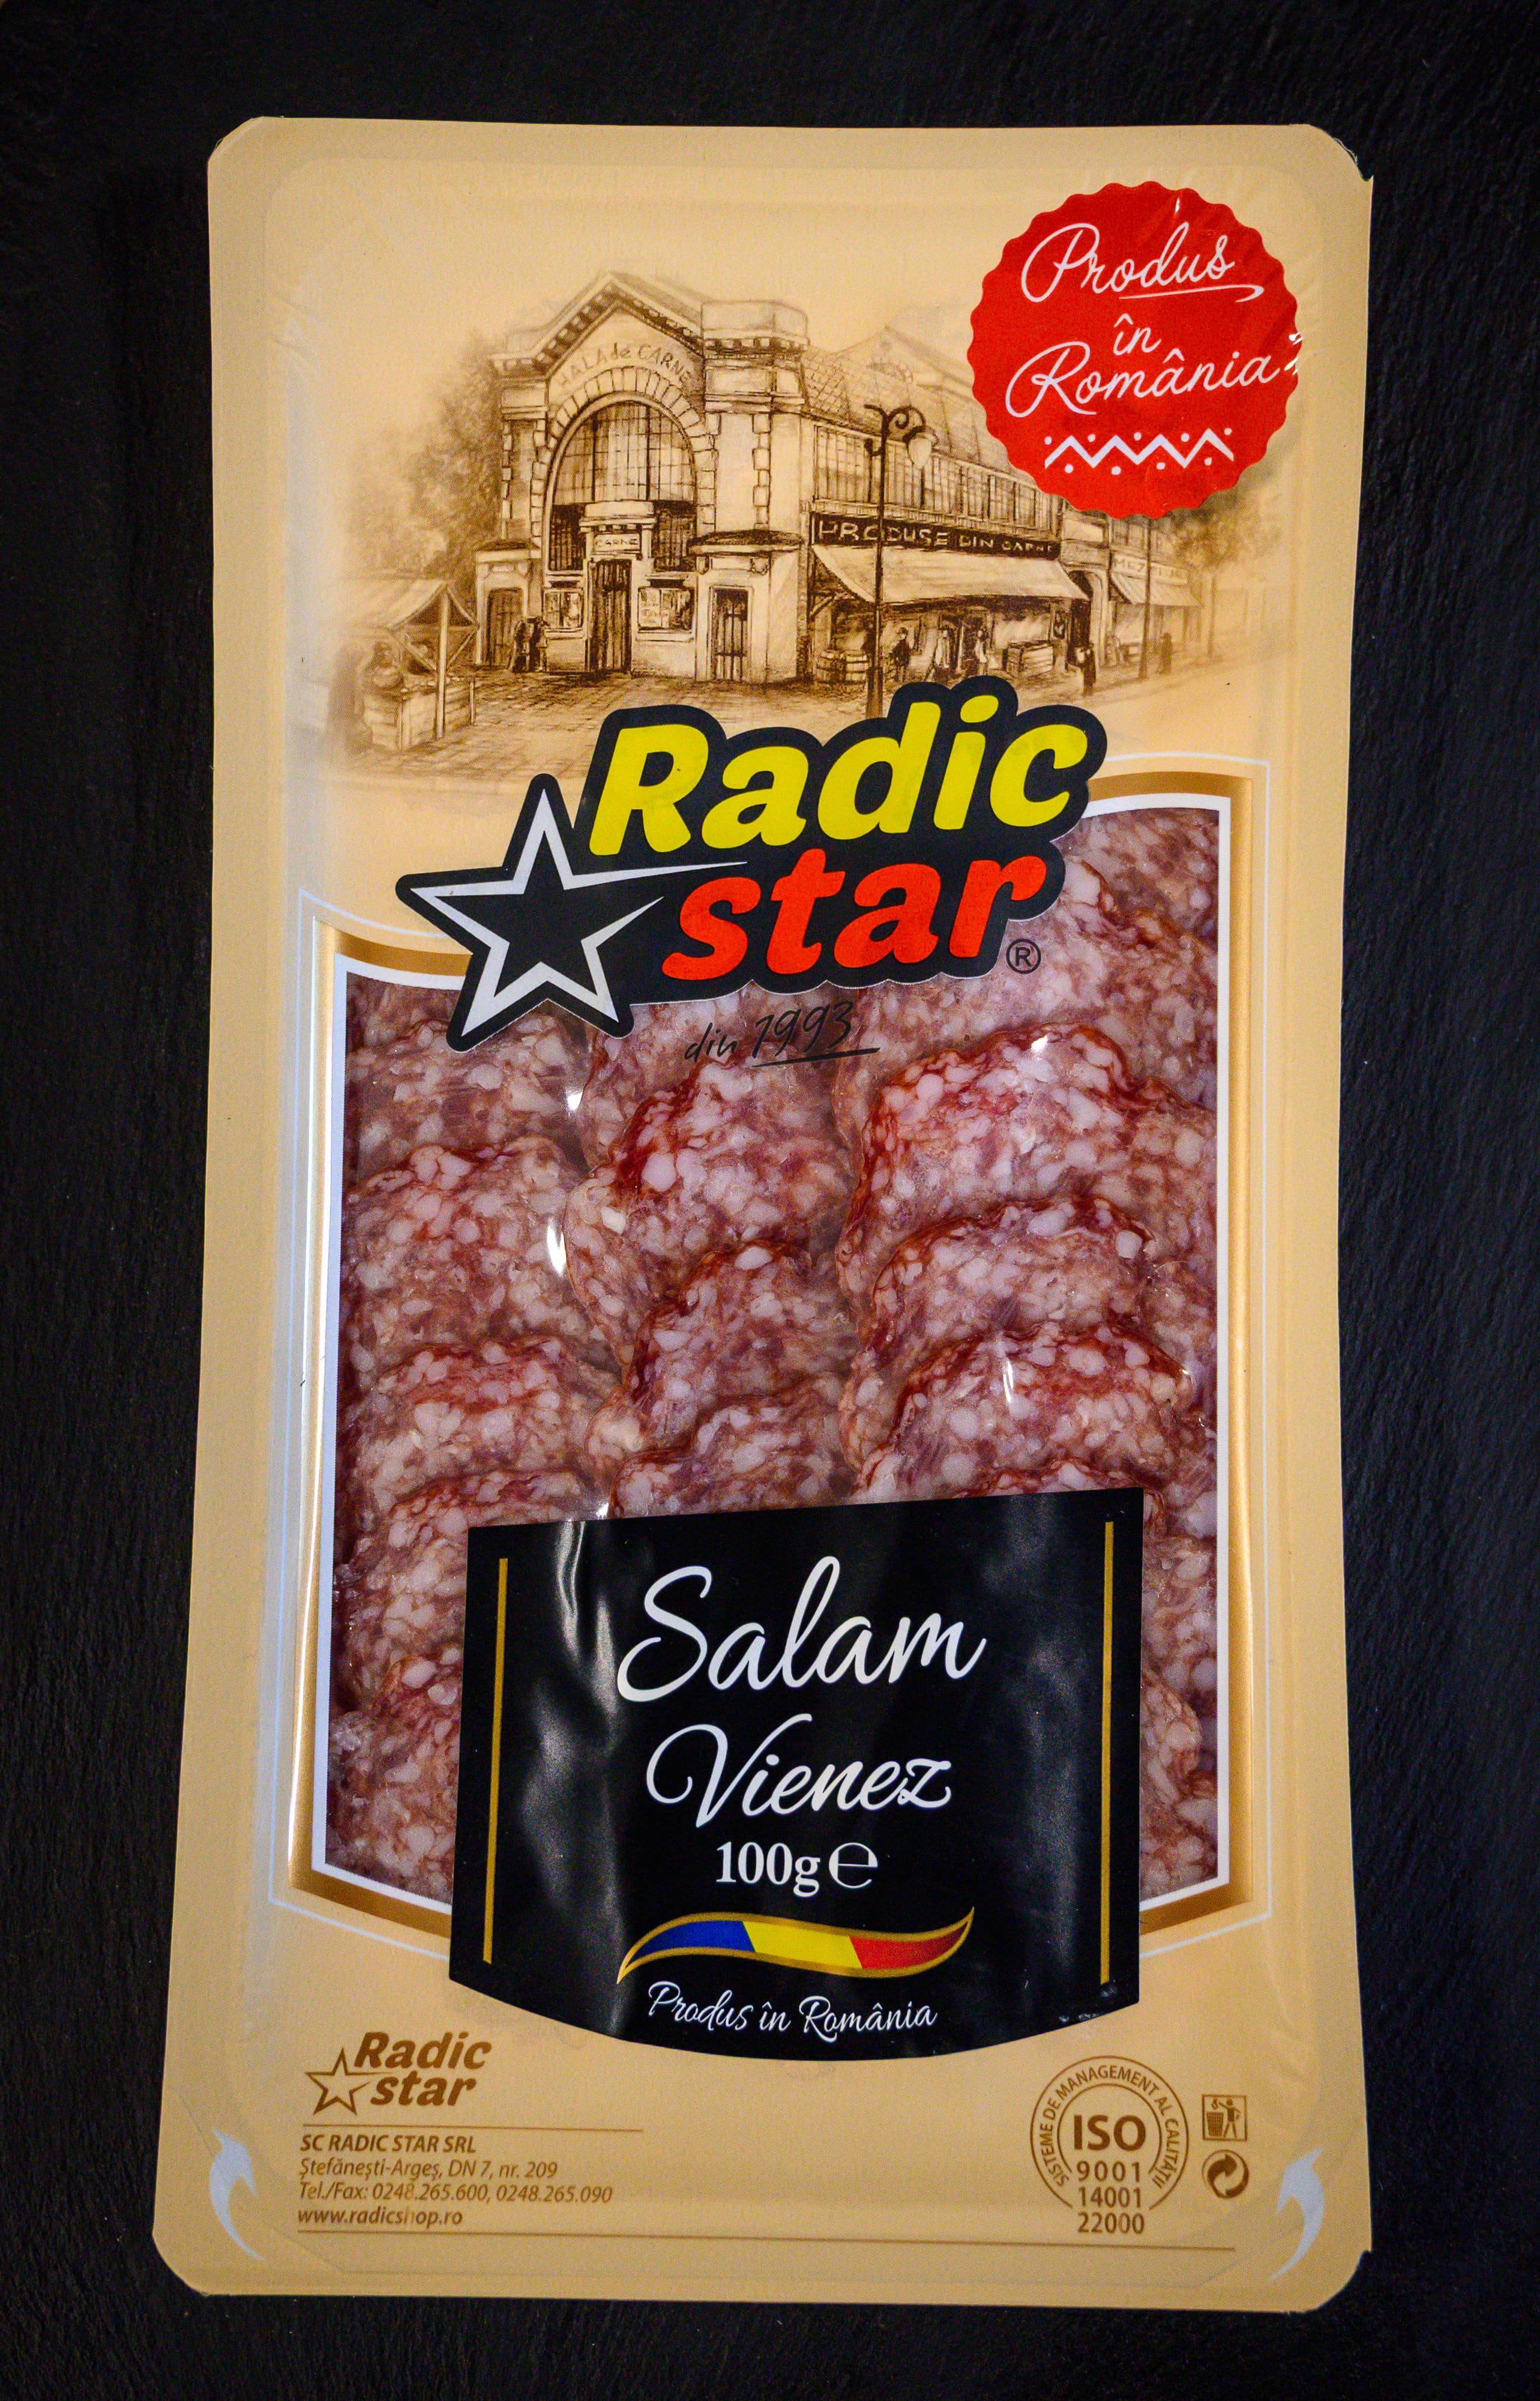 Produs
în
România
HALA de CARNE
CARNE
PRODUSE DIN CARNE
Radic
star®
din 1993
Salam
Vienez
100g ℮
Produs în România
Radic
star
SC RADIC STAR SRL
Ștefănești-Argeș, DN 7, nr. 209
Tel./Fax: 0248.265.600, 0248.265.090
www.radicshop.ro
SISTEME DE MANAGEMENT AL CALITĂȚII
ISO
9001
14001
22000